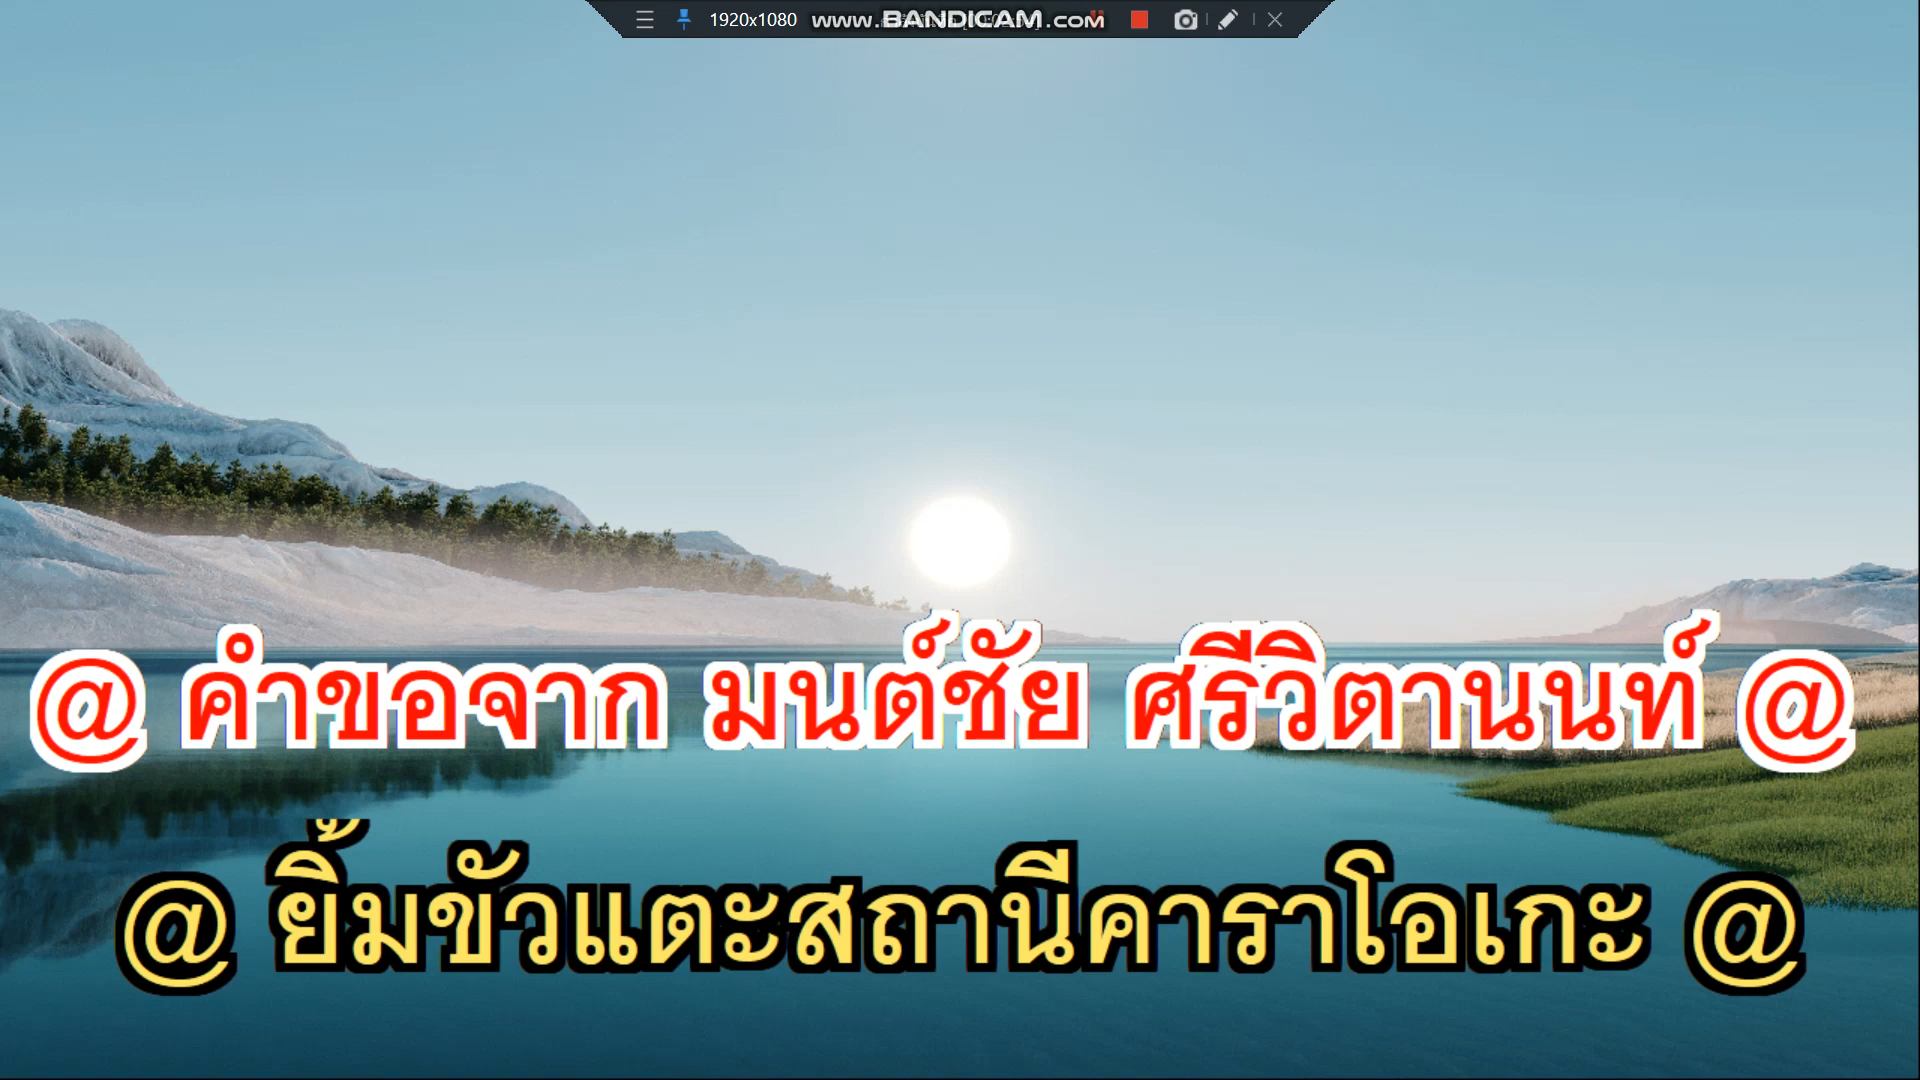 1920x1080 www.BANDICAM.com
@ คำขอจาก มนต์ชัย ศรีวิตานนท์ @
@ ยิ้มขัวแตะสถานีคาราโอเกะ @